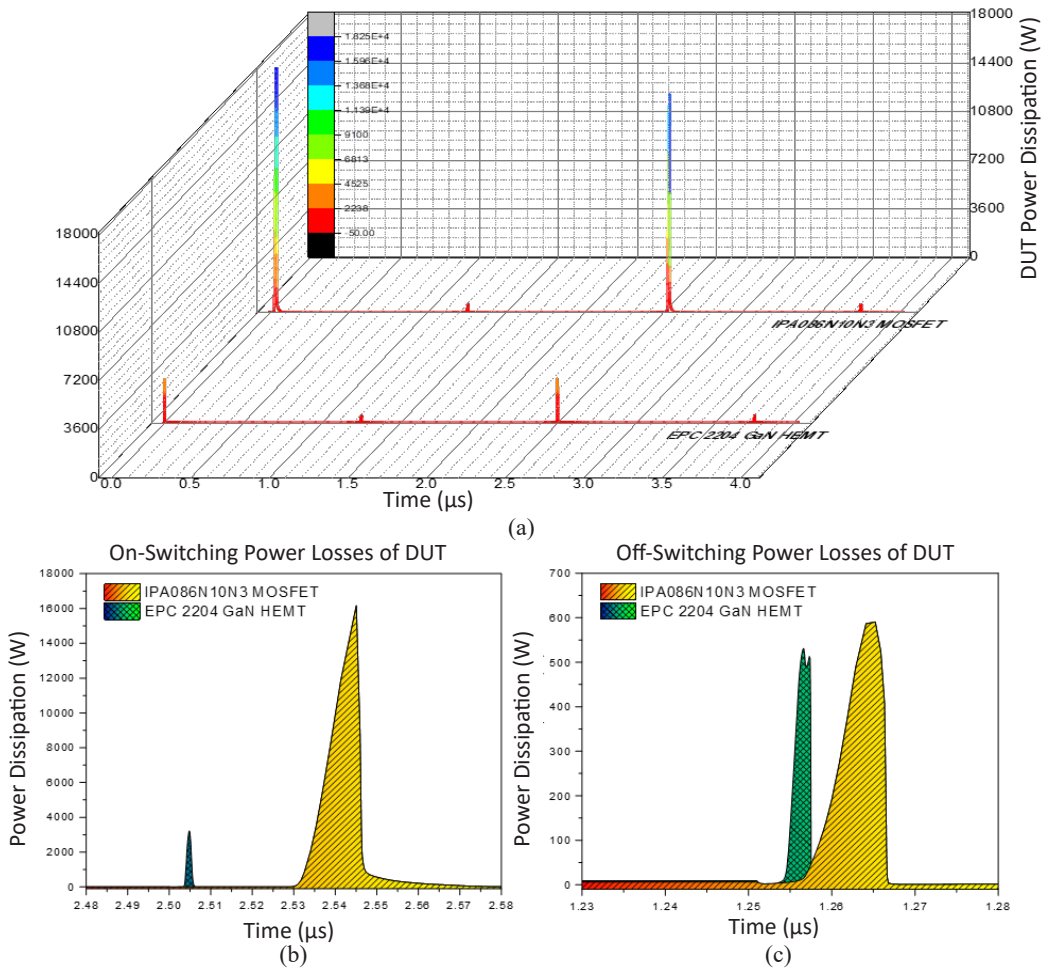 18000
14400
10800
7200
3600
0
DUT Power Dissipation (W)
1.825E+4
1.596E+4
1.368E+4
1.139E+4
9100
6813
4525
2238
-50.00
18000
14400
10800
7200
3600
0
IPA086N10N3 MOSFET
EPC 2204 GaN HEMT
0.0 0.5 1.0 1.5 2.0 2.5 3.0 3.5 4.0
Time (µs)
(a)
On-Switching Power Losses of DUT
IPA086N10N3 MOSFET
EPC 2204 GaN HEMT
Power Dissipation (W)
18000
16000
14000
12000
10000
8000
6000
4000
2000
0
2.48 2.49 2.50 2.51 2.52 2.53 2.54 2.55 2.56 2.57 2.58
Time (µs)
(b)
Off-Switching Power Losses of DUT
IPA086N10N3 MOSFET
EPC 2204 GaN HEMT
Power Dissipation (W)
700
600
500
400
300
200
100
0
1.23 1.24 1.25 1.26 1.27 1.28
Time (µs)
(c)